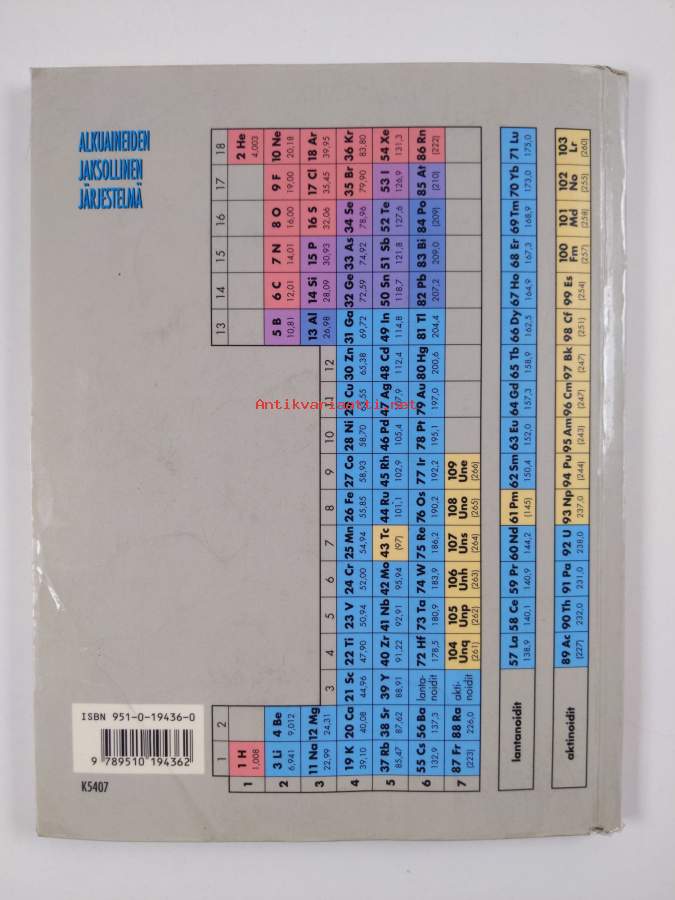 ALKUAINEIDEN
JAKSOLLINEN
JÄRJESTELMÄ
1 2 3 4 5 6 7 8 9 10 11 12 13 14 15 16 17 18
1 1 H 2 He
1,008 4,003
2 3 Li 4 Be 5 B 6 C 7 N 8 O 9 F 10 Ne
6,941 9,012 10,81 12,01 14,01 16,00 19,00 20,18
3 11 Na 12 Mg 13 Al 14 Si 15 P 16 S 17 Cl 18 Ar
22,99 24,31 26,98 28,09 30,93 32,06 35,45 39,95
4 19 K 20 Ca 21 Sc 22 Ti 23 V 24 Cr 25 Mn 26 Fe 27 Co 28 Ni Cu 30 Zn 31 Ga 32 Ge 33 As 34 Se 35 Br 36 Kr
39,10 40,08 44,96 47,90 50,94 52,00 54,94 55,85 58,93 58,70 65,38 69,72 72,59 74,92 78,96 79,90 83,80
5 37 Rb 38 Sr 39 Y 40 Zr 41 Nb 42 Mo 43 Tc 44 Ru 45 Rh 46 Pd 47 Ag 48 Cd 49 In 50 Sn 51 Sb 52 Te 53 I 54 Xe
85,47 87,62 88,91 91,22 92,91 95,94 (97) 101,1 102,9 105,4 112,4 114,8 118,7 121,8 127,6 126,9 131,3
6 55 Cs 56 Ba lanta- 72 Hf 73 Ta 74 W 75 Re 76 Os 77 Ir 78 Pt 79 Au 80 Hg 81 Tl 82 Pb 83 Bi 84 Po 85 At 86 Rn
132,9 137,3 noidit 178,5 180,9 183,9 186,2 190,2 192,2 195,1 197,0 200,6 204,4 207,2 209,0 (209) (210) (222)
7 87 Fr 88 Ra akti- 104 105 106 107 108 109
noidit Unq Unp Unh Uns Uno Une
(223) 226,0 (261) (262) (263) (264) (265) (266)
lantanoidit 57 La 58 Ce 59 Pr 60 Nd 61 Pm 62 Sm 63 Eu 64 Gd 65 Tb 66 Dy 67 Ho 68 Er 69 Tm 70 Yb 71 Lu
138,9 140,1 140,9 144,2 (145) 150,4 152,0 157,3 158,9 162,5 164,9 167,3 168,9 173,0 175,0
aktinoidit 89 Ac 90 Th 91 Pa 92 U 93 Np 94 Pu 95 Am 96 Cm 97 Bk 98 Cf 99 Es 100 101 102 103
Fm Md No Lr
(227) 232,0 231,0 238,0 237,0 (244) (243) (247) (247) (251) (254) (257) (258) (255) (260)
Antikvariaatti.net
ISBN 951-0-19436-0
9 789510 194362
K5407